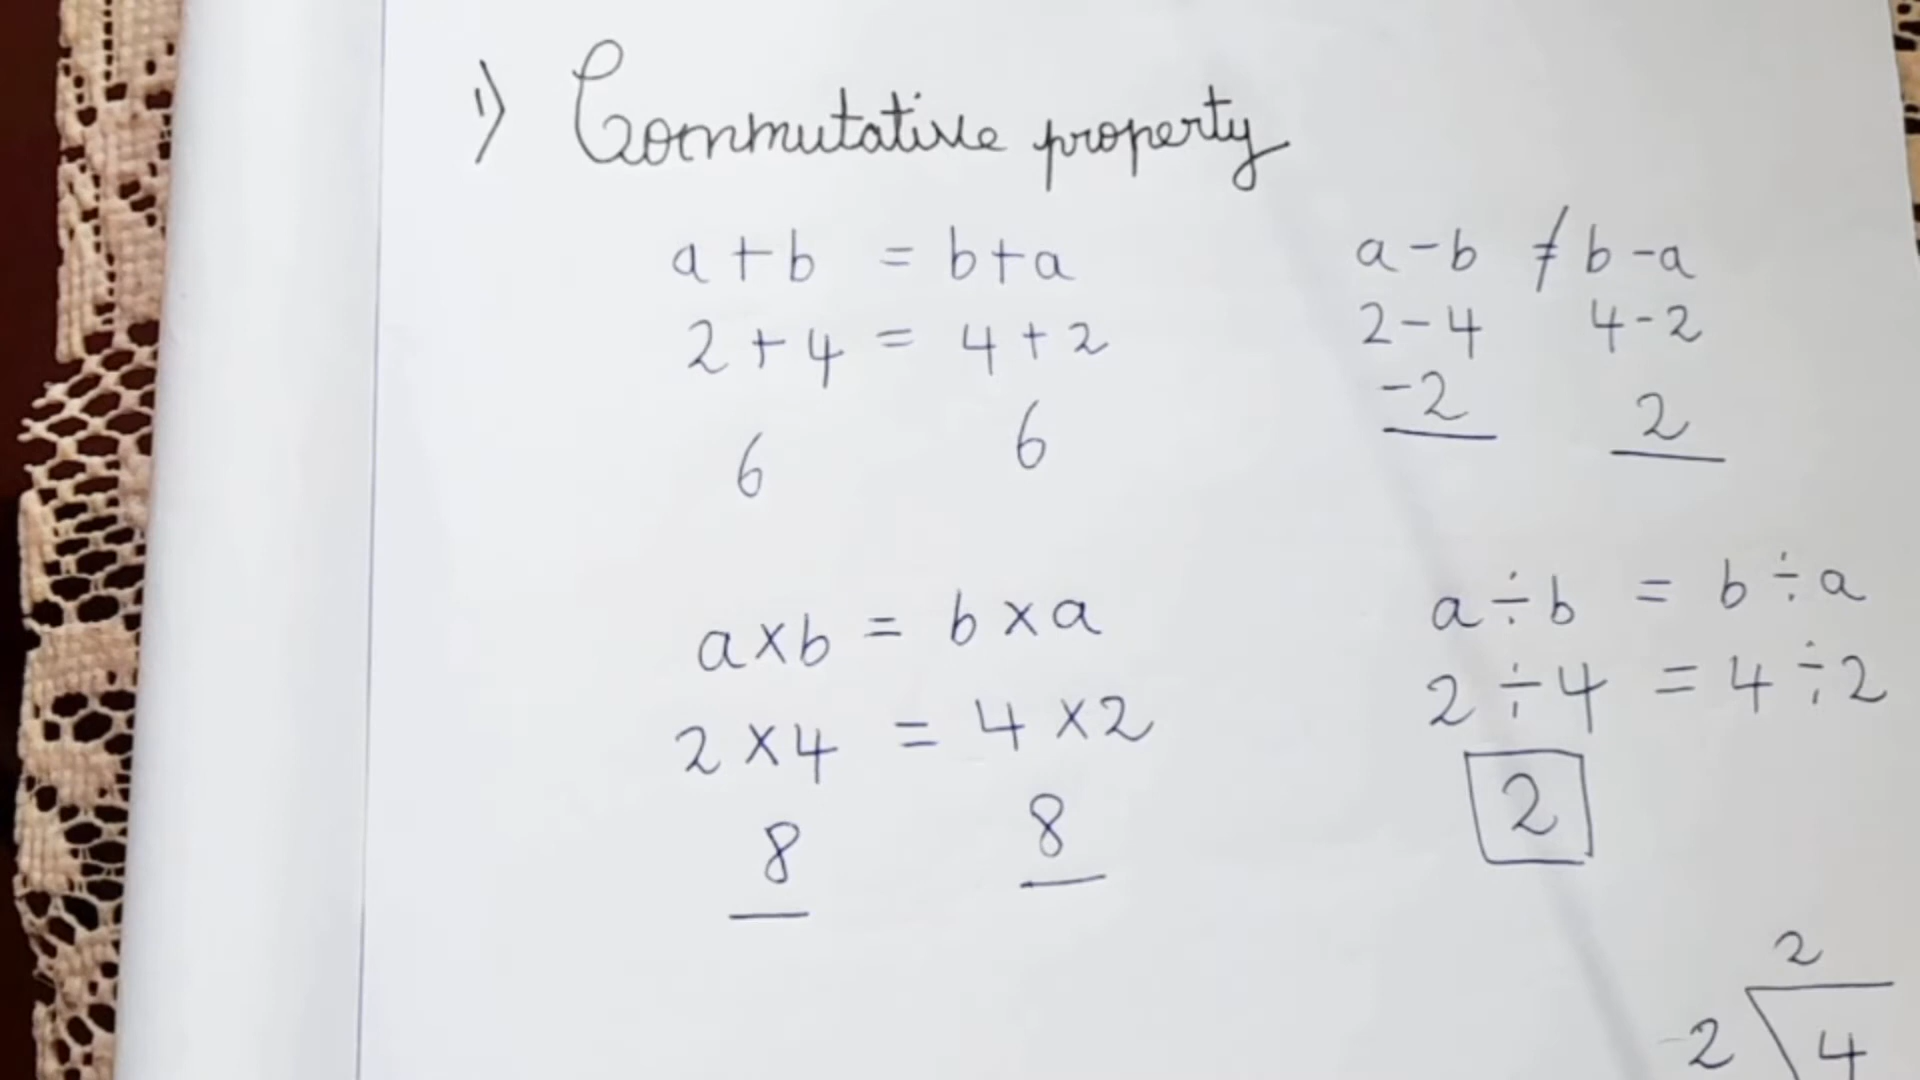 1) Commutative property
a + b = b + a
2 + 4 = 4 + 2
6 6
a - b ≠ b - a
2 - 4 4 - 2
-2 2
a × b = b × a
2 × 4 = 4 × 2
8 8
a ÷ b = b ÷ a
2 ÷ 4 = 4 ÷ 2
2
2
2 4